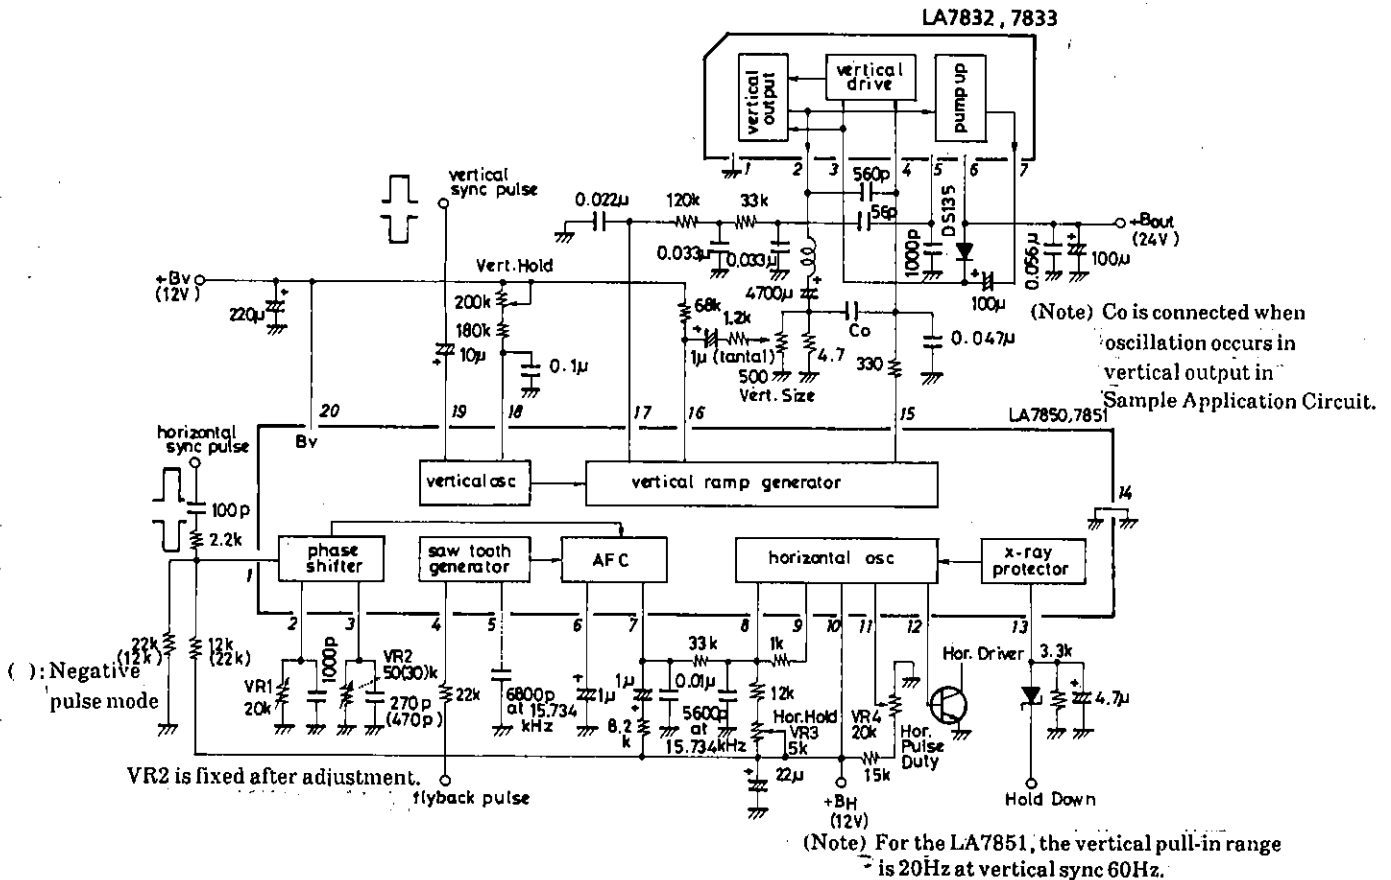 LA7832, 7833
vertical output
vertical drive
pump up
1 2 3 4 5 6 7
vertical sync pulse
0.022μ
120k
33k
560p
56p
0.033μ
0.033μ
1000p
DS135
0.056μ
100μ
+Bout (24V)
+Bv (12V)
220μ
Vert.Hold
200k
180k
10μ
0.1μ
68k
1.2k
1μ (tantal)
4700μ
Co
500
Vert. Size
4.7
330
0.047μ
100μ
(Note) Co is connected when
oscillation occurs in
vertical output in
Sample Application Circuit.
20 19 18 17 16 15
LA7850,7851
Bv
horizontal sync pulse
100p
2.2k
vertical osc
vertical ramp generator
14
phase shifter
saw tooth generator
AFC
horizontal osc
x-ray protector
1
2 3 4 5 6 7 8 9 10 11 12 13
22k (12k)
12k (22k)
( ): Negative
pulse mode
VR1 20k
1000p
VR2 50(30)k
270p (470p)
22k
6800p at 15.734 kHz
1μ
1μ
8.2k
33k
0.01μ
5600p at 15.734kHz
1k
12k
Hor.Hold VR3 5k
22μ
VR4 20k
15k
Hor. Pulse Duty
Hor. Driver
3.3k
4.7μ
VR2 is fixed after adjustment.
flyback pulse
+BH (12V)
Hold Down
(Note) For the LA7851, the vertical pull-in range
is 20Hz at vertical sync 60Hz.